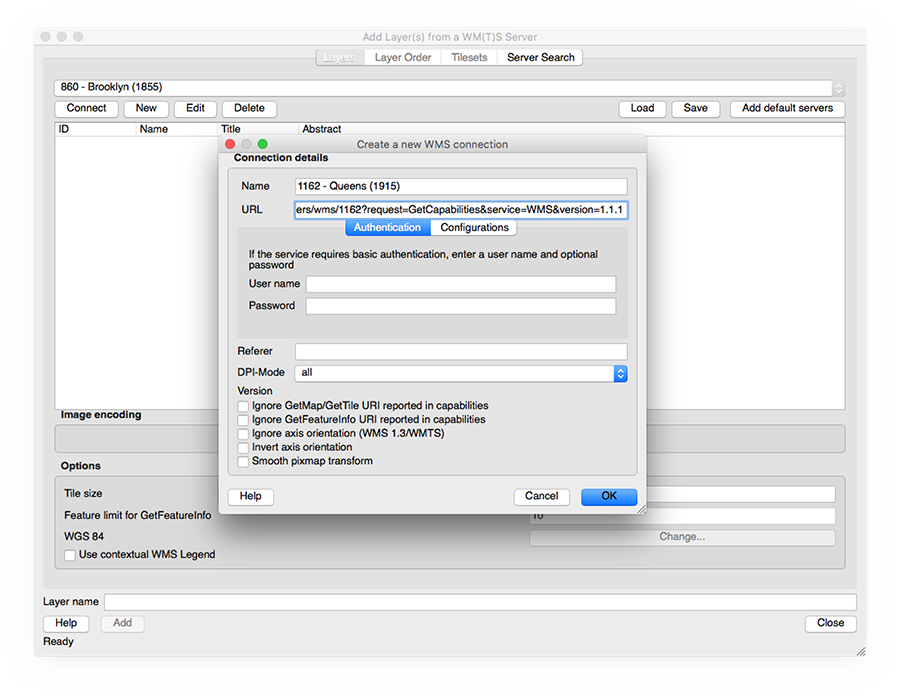 Add Layer(s) from a WM(T)S Server
Layers Layer Order Tilesets Server Search
860 - Brooklyn (1855)
Connect New Edit Delete Load Save Add default servers
ID Name Title Abstract
Create a new WMS connection
Connection details
Name 1162 - Queens (1915)
URL ers/wms/1162?request=GetCapabilities&service=WMS&version=1.1.1
Authentication Configurations
If the service requires basic authentication, enter a user name and optional
password
User name
Password
Referer
DPI-Mode all
Version
Ignore GetMap/GetTile URI reported in capabilities
Ignore GetFeatureInfo URI reported in capabilities
Ignore axis orientation (WMS 1.3/WMTS)
Invert axis orientation
Smooth pixmap transform
Help Cancel OK
Image encoding
Options
Tile size
Feature limit for GetFeatureInfo 10
WGS 84 Change...
Use contextual WMS Legend
Layer name
Help Add Close
Ready